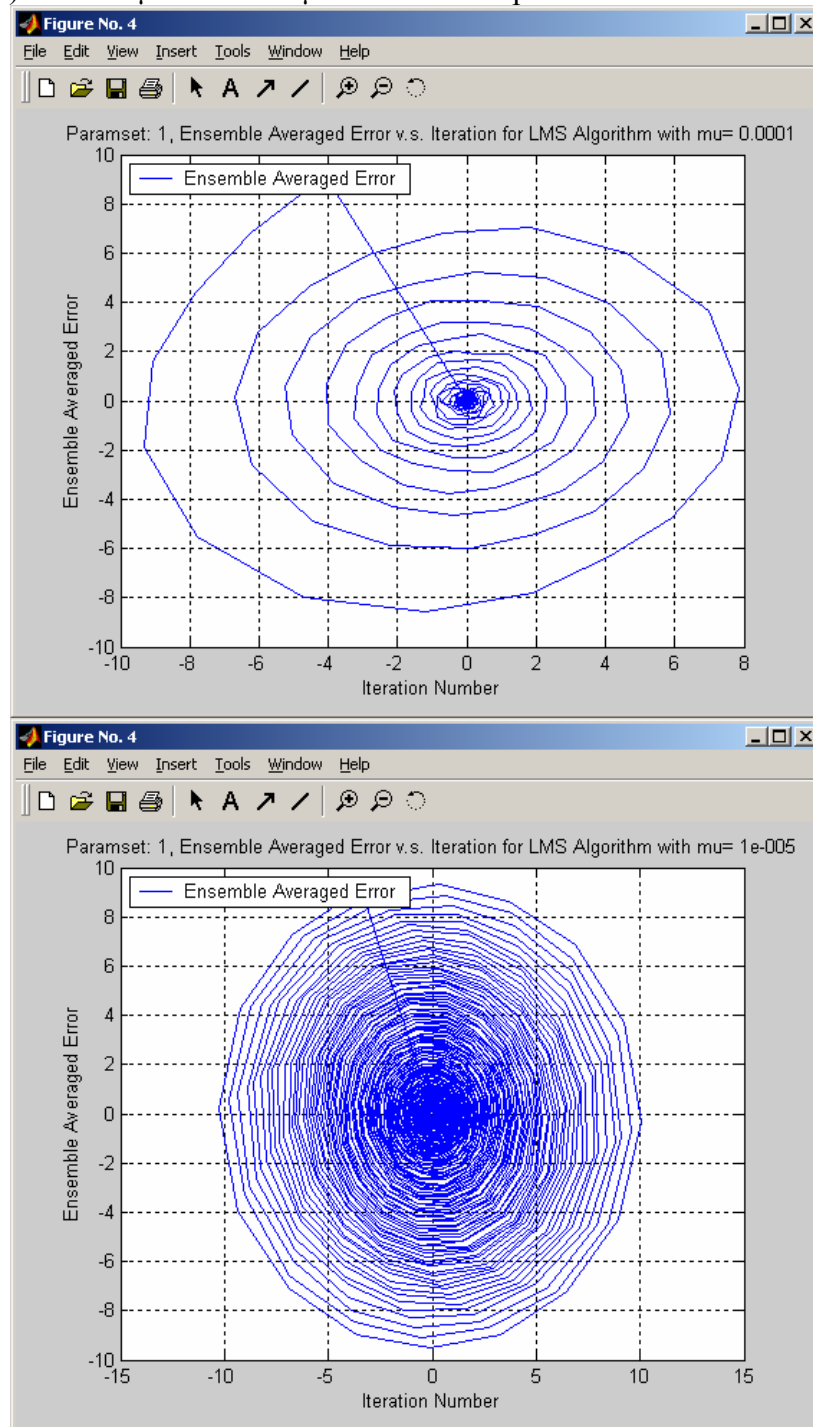 Figure No. 4
File Edit View Insert Tools Window Help
A
Paramset: 1, Ensemble Averaged Error v.s. Iteration for LMS Algorithm with mu= 0.0001
Ensemble Averaged Error
10
8
6
4
2
0
-2
-4
-6
-8
-10
Ensemble Averaged Error
-10 -8 -6 -4 -2 0 2 4 6 8
Iteration Number
Figure No. 4
File Edit View Insert Tools Window Help
A
Paramset: 1, Ensemble Averaged Error v.s. Iteration for LMS Algorithm with mu= 1e-005
Ensemble Averaged Error
10
8
6
4
2
0
-2
-4
-6
-8
-10
Ensemble Averaged Error
-15 -10 -5 0 5 10 15
Iteration Number